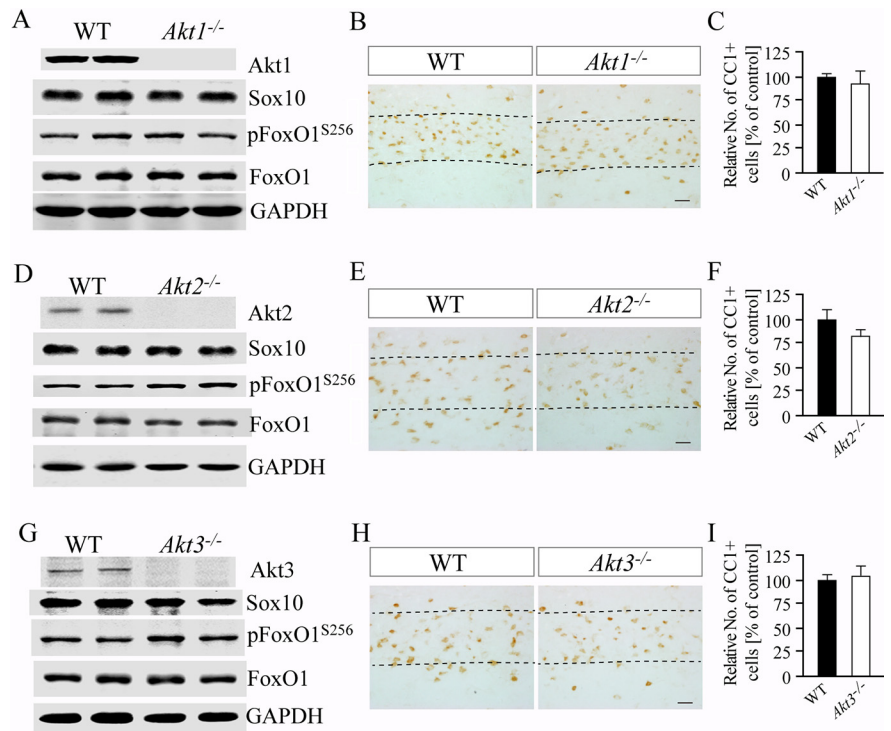 A
WT Akt1-/-
Akt1
Sox10
pFoxO1S256
FoxO1
GAPDH
B
WT Akt1-/-
C
Relative No. of CC1+
cells [% of control]
125
100
75
50
25
0
WT
Akt1-/-
D
WT Akt2-/-
Akt2
Sox10
pFoxO1S256
FoxO1
GAPDH
E
WT Akt2-/-
F
Relative No. of CC1+
cells [% of control]
125
100
75
50
25
0
WT
Akt2-/-
G
WT Akt3-/-
Akt3
Sox10
pFoxO1S256
FoxO1
GAPDH
H
WT Akt3-/-
I
Relative No. of CC1+
cells [% of control]
125
100
75
50
25
0
WT
Akt3-/-